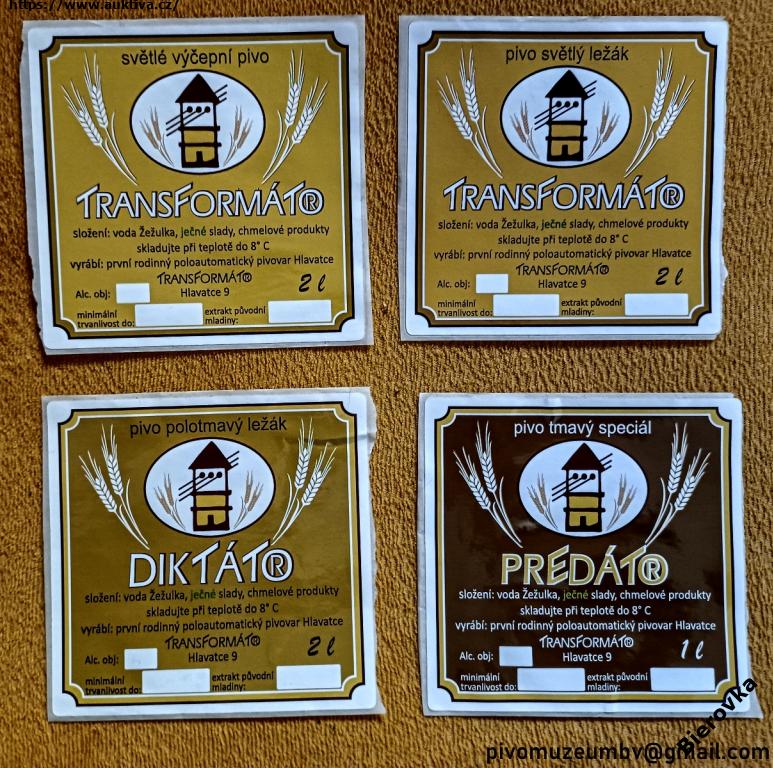 https://www.auktiva.cz/
světlé výčepní pivo
TRANSFORMÁT®
složení: voda Žežulka, ječné slady, chmelové produkty
skladujte při teplotě do 8° C
vyrábí: první rodinný poloautomatický pivovar Hlavatce
TRANSFORMÁT®
Alc. obj:
Hlavatce 9
2 l
minimální
trvanlivost do:
extrakt původní
mladiny:
pivo světlý ležák
TRANSFORMÁT®
složení: voda Žežulka, ječné slady, chmelové produkty
skladujte při teplotě do 8° C
vyrábí: první rodinný poloautomatický pivovar Hlavatce
TRANSFORMÁT®
Alc. obj:
Hlavatce 9
2 l
minimální
trvanlivost do:
extrakt původní
mladiny:
pivo polotmavý ležák
DIKTÁT®
složení: voda Žežulka, ječné slady, chmelové produkty
skladujte při teplotě do 8° C
vyrábí: první rodinný poloautomatický pivovar Hlavatce
TRANSFORMÁT®
Alc. obj:
Hlavatce 9
2 l
minimální
trvanlivost do:
extrakt původní
mladiny:
pivo tmavý speciál
PREDÁT®
složení: voda Žežulka, ječné slady, chmelové produkty
skladujte při teplotě do 8° C
vyrábí: první rodinný poloautomatický pivovar Hlavatce
TRANSFORMÁT®
Alc. obj:
Hlavatce 9
1 l
minimální
trvanlivost do:
extrakt původní
mladiny:
Bierovka
pivomuzeumbv@gmail.com